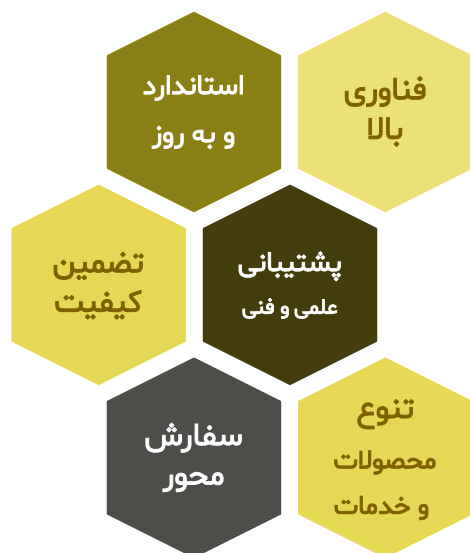 فناوری
بالا
استاندارد
و به روز
پشتیبانی
علمی و فنی
تضمین
کیفیت
تنوع
محصولات
و خدمات
سفارش
محور